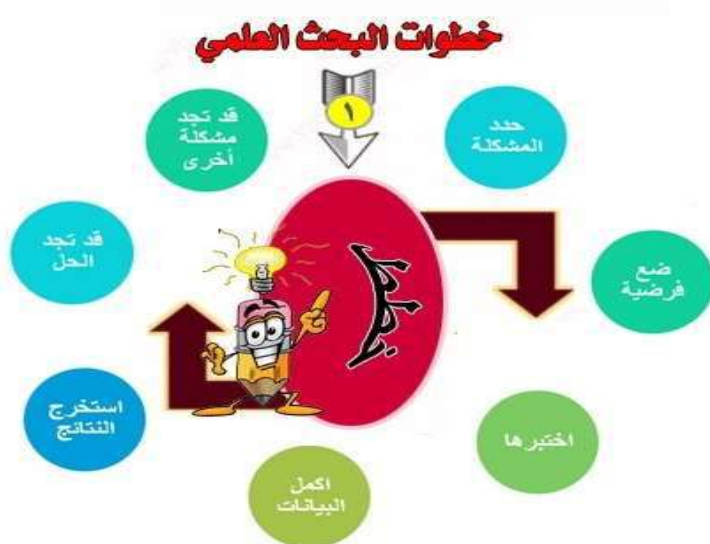 خطوات البحث العلمي
١
حدد
المشكلة
ضع
فرضية
اختبرها
اكمل
البيانات
استخرج
النتائج
قد تجد
الحل
قد تجد
مشكلة
أخرى